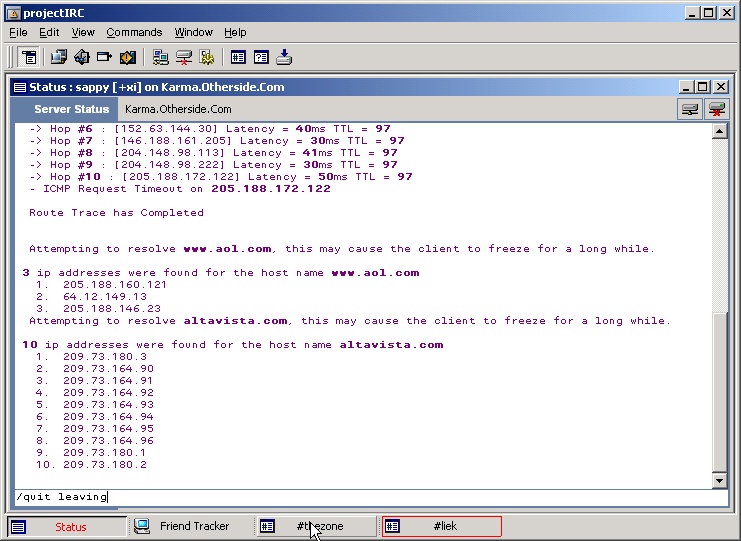 projectIRC
File Edit View Commands Window Help
Status : sappy [+xi] on Karma.Otherside.Com
Server Status Karma.Otherside.Com
-> Hop #6 : [152.63.144.30] Latency = 40ms TTL = 97
-> Hop #7 : [146.188.161.205] Latency = 30ms TTL = 97
-> Hop #8 : [204.148.98.113] Latency = 41ms TTL = 97
-> Hop #9 : [204.148.98.222] Latency = 30ms TTL = 97
-> Hop #10 : [205.188.172.122] Latency = 50ms TTL = 97
- ICMP Request Timeout on 205.188.172.122
Route Trace has Completed
Attempting to resolve www.aol.com, this may cause the client to freeze for a long while.
3 ip addresses were found for the host name www.aol.com
1. 205.188.160.121
2. 64.12.149.13
3. 205.188.146.23
Attempting to resolve altavista.com, this may cause the client to freeze for a long while.
10 ip addresses were found for the host name altavista.com
1. 209.73.180.3
2. 209.73.164.90
3. 209.73.164.91
4. 209.73.164.92
5. 209.73.164.93
6. 209.73.164.94
7. 209.73.164.95
8. 209.73.164.96
9. 209.73.180.1
10. 209.73.180.2
/quit leaving
Status Friend Tracker #thezone #liek